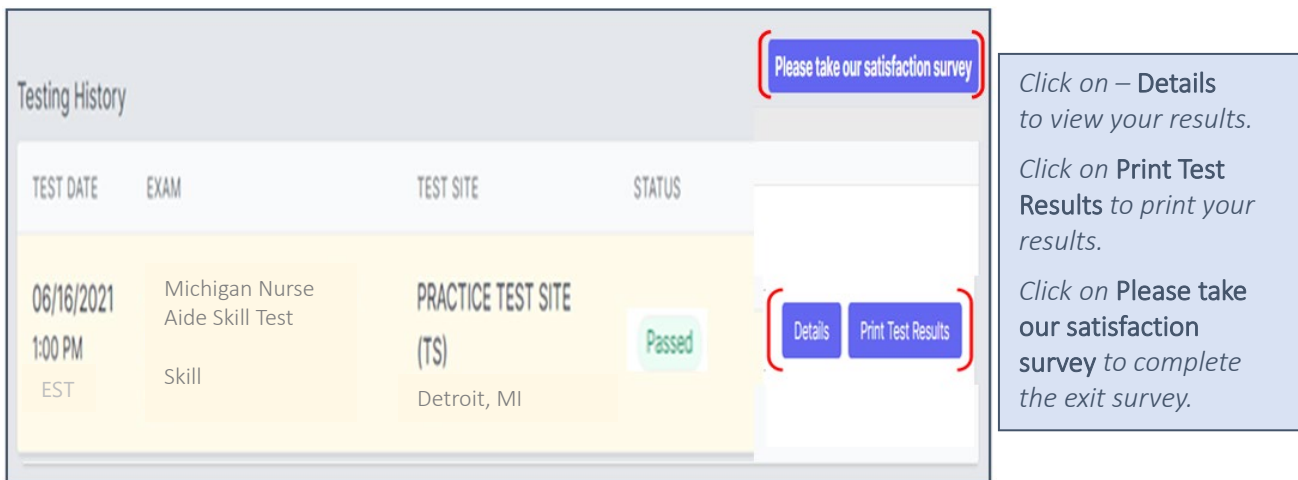 Please take our satisfaction survey
Testing History
TEST DATE EXAM TEST SITE STATUS
06/16/2021
1:00 PM
EST
Michigan Nurse
Aide Skill Test
Skill
PRACTICE TEST SITE
(TS)
Detroit, MI
Passed
Details
Print Test Results
Click on – Details
to view your results.
Click on Print Test
Results to print your
results.
Click on Please take
our satisfaction
survey to complete
the exit survey.